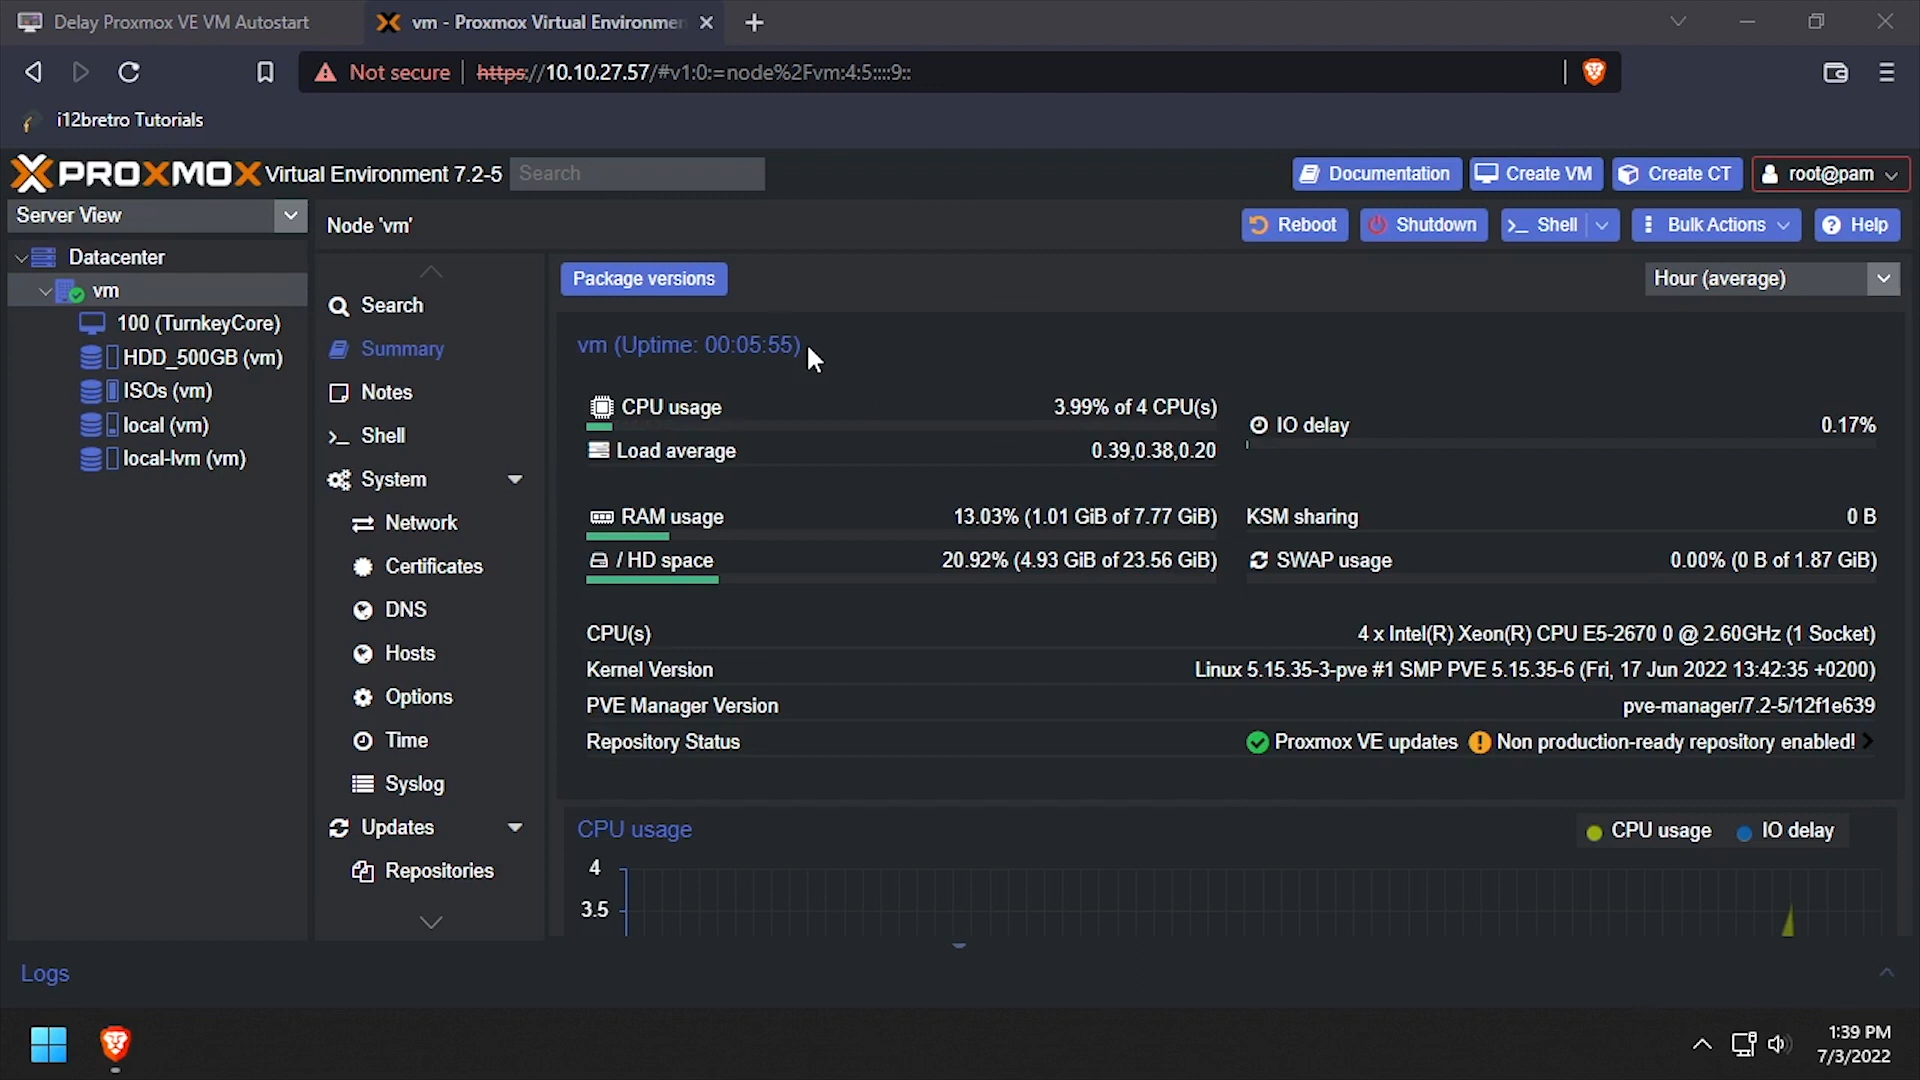 Delay Proxmox VE VM Autostart
vm - Proxmox Virtual Environmen
Not secure
https://10.10.27.57/#v1:0:=node%2Fvm:4:5::::9::
i12bretro Tutorials
PROXMOX Virtual Environment 7.2-5
Search
Documentation
Create VM
Create CT
root@pam
Server View
Node 'vm'
Reboot
Shutdown
Shell
Bulk Actions
Help
Datacenter
vm
100 (TurnkeyCore)
HDD_500GB (vm)
ISOs (vm)
local (vm)
local-lvm (vm)
Search
Summary
Notes
Shell
System
Network
Certificates
DNS
Hosts
Options
Time
Syslog
Updates
Repositories
Package versions
Hour (average)
vm (Uptime: 00:05:55)
CPU usage 3.99% of 4 CPU(s)
IO delay 0.17%
Load average 0.39,0.38,0.20
RAM usage 13.03% (1.01 GiB of 7.77 GiB)
KSM sharing 0 B
/ HD space 20.92% (4.93 GiB of 23.56 GiB)
SWAP usage 0.00% (0 B of 1.87 GiB)
CPU(s) 4 x Intel(R) Xeon(R) CPU E5-2670 0 @ 2.60GHz (1 Socket)
Kernel Version Linux 5.15.35-3-pve #1 SMP PVE 5.15.35-6 (Fri, 17 Jun 2022 13:42:35 +0200)
PVE Manager Version pve-manager/7.2-5/12f1e639
Repository Status Proxmox VE updates Non production-ready repository enabled!
CPU usage
CPU usage
IO delay
4
3.5
Logs
1:39 PM
7/3/2022